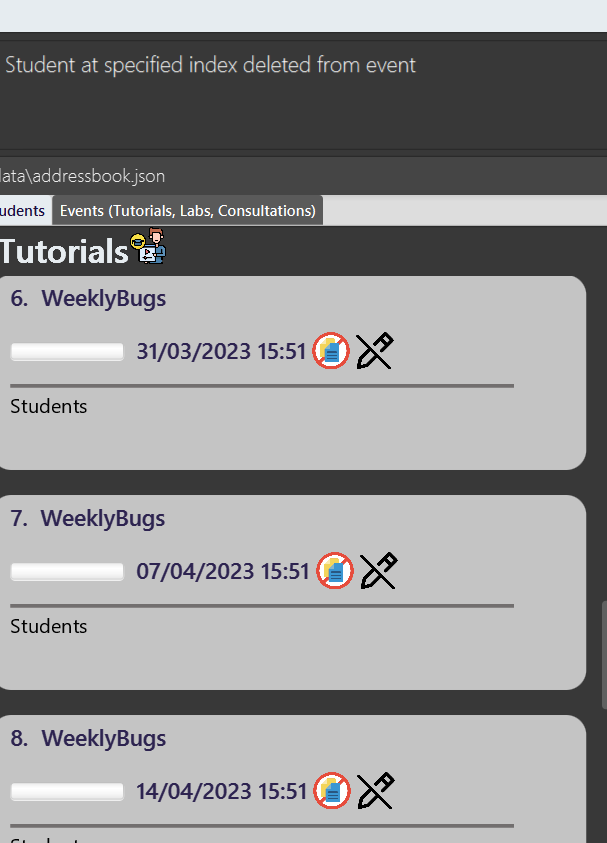 Student at specified index deleted from event
data\addressbook.json
udents
Events (Tutorials, Labs, Consultations)
Tutorials
6. WeeklyBugs
31/03/2023 15:51
Students
7. WeeklyBugs
07/04/2023 15:51
Students
8. WeeklyBugs
14/04/2023 15:51